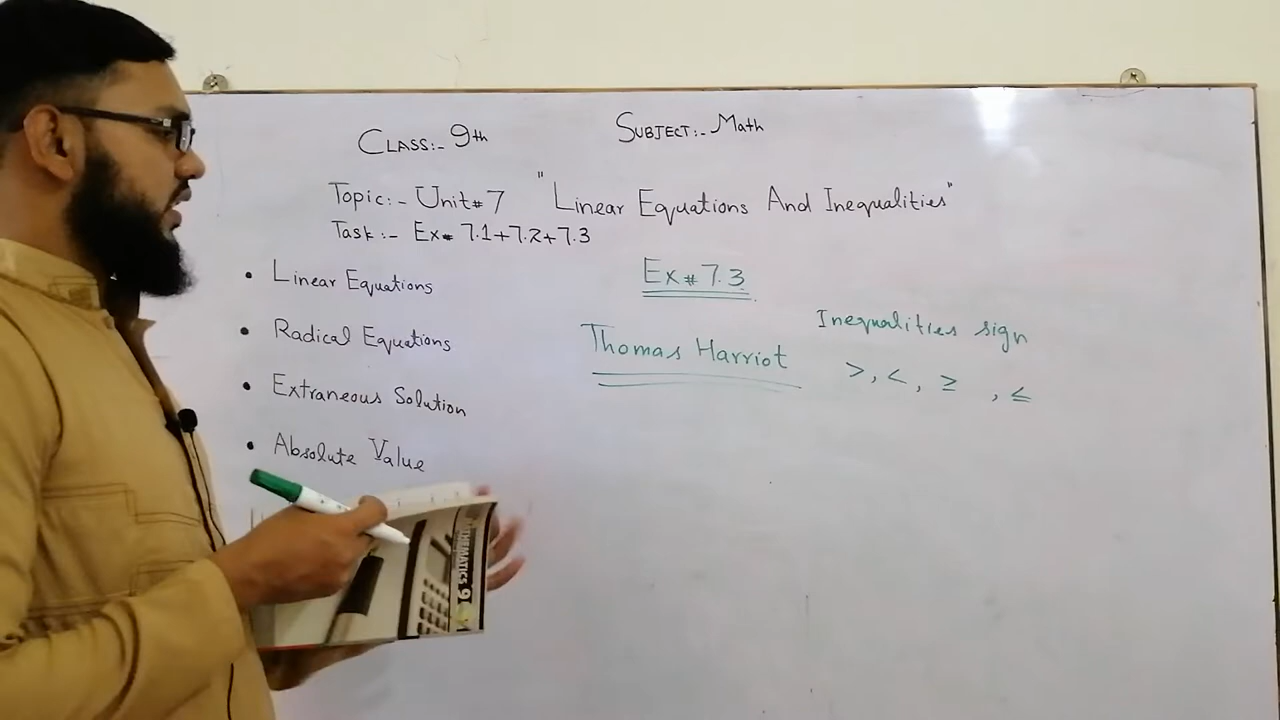 CLASS:- 9th
SUBJECT:- Math
Topic:- Unit# 7 "Linear Equations And Inequalities"
Task:- Ex# 7.1+7.2+7.3
• Linear Equations
• Radical Equations
• Extraneous Solution
• Absolute Value
Ex# 7.3
Thomas Harriot
Inequalities sign
>, <, ≥ , ≤
MATHEMATICS 9